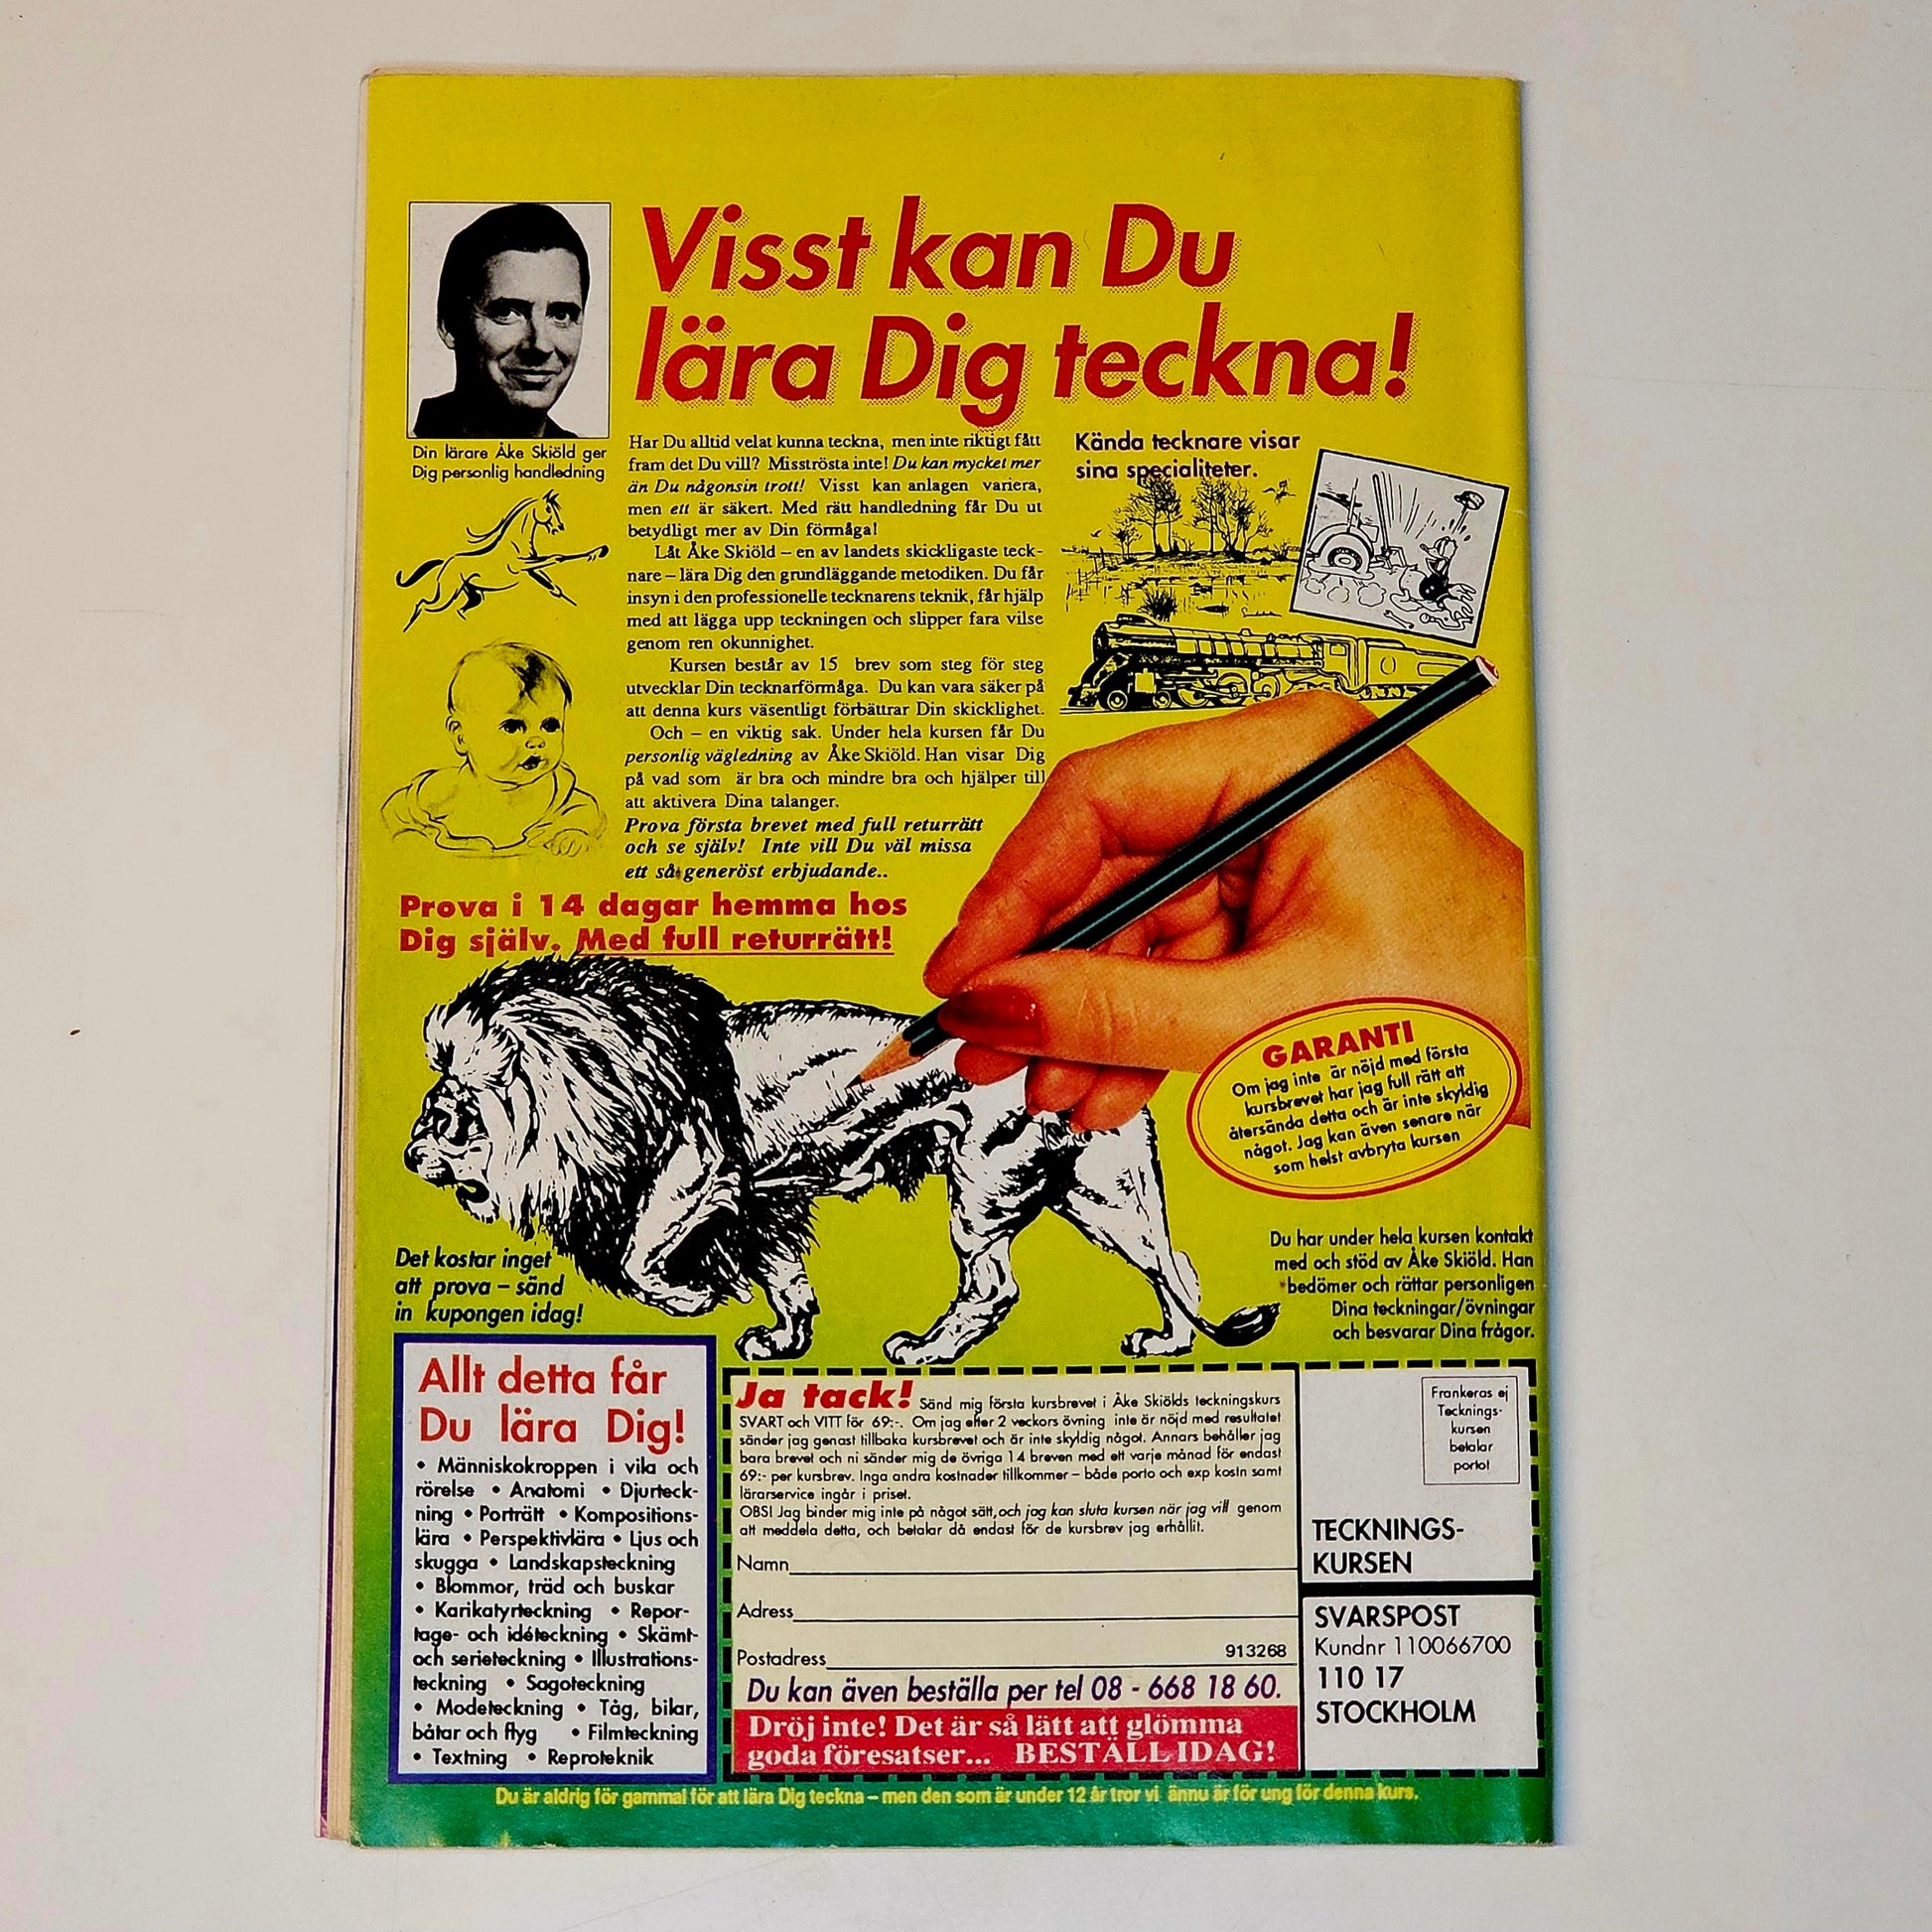 Visst kan Du
lära Dig teckna!
Din lärare Åke Skiöld ger
Dig personlig handledning
Har Du alltid velat kunna teckna, men inte riktigt fått
fram det Du vill? Misströsta inte! Du kan mycket mer
än Du någonsin trott! Visst kan anlagen variera,
men ett är säkert. Med rätt handledning får Du ut
betydligt mer av Din förmåga!
Låt Åke Skiöld – en av landets skickligaste teck-
nare – lära Dig den grundläggande metodiken. Du får
insyn i den professionelle tecknarens teknik, får hjälp
med att lägga upp teckningen och slipper fara vilse
genom ren okunnighet.
Kursen består av 15 brev som steg för steg
utvecklar Din tecknarförmåga. Du kan vara säker på
att denna kurs väsentligt förbättrar Din skicklighet.
Och – en viktig sak. Under hela kursen får Du
personlig vägledning av Åke Skiöld. Han visar Dig
på vad som är bra och mindre bra och hjälper till
att aktivera Dina talanger.
Prova första brevet med full returrätt
och se själv! Inte vill Du väl missa
ett så generöst erbjudande..
Kända tecknare visar
sina specialiteter.
Prova i 14 dagar hemma hos
Dig själv. Med full returrätt!
GARANTI
Om jag inte är nöjd med första
kursbrevet har jag full rätt att
återsända detta och är inte skyldig
något. Jag kan även senare när
som helst avbryta kursen
Det kostar inget
att prova – sänd
in kupongen idag!
Du har under hela kursen kontakt
med och stöd av Åke Skiöld. Han
bedömer och rättar personligen
Dina teckningar/övningar
och besvarar Dina frågor.
Allt detta får
Du lära Dig!
• Människokroppen i vila och
rörelse • Anatomi • Djurteck-
ning • Porträtt • Kompositions-
lära • Perspektivlära • Ljus och
skugga • Landskapsteckning
• Blommor, träd och buskar
• Karikatyrteckning • Repor-
tage- och idéteckning • Skämt-
och serieteckning • Illustrations-
teckning • Sagoteckning
• Modeteckning • Tåg, bilar,
båtar och flyg • Filmteckning
• Textning • Reproteknik
Ja tack! Sänd mig första kursbrevet i Åke Skiölds teckningskurs
SVART och VITT för 69:-. Om jag efter 2 veckors övning inte är nöjd med resultatet
sänder jag genast tillbaka kursbrevet och är inte skyldig något. Annars behåller jag
bara brevet och ni sänder mig de övriga 14 breven med ett varje månad för endast
69:- per kursbrev. Inga andra kostnader tillkommer – både porto och exp kostn samt
lärarservice ingår i priset.
OBS! Jag binder mig inte på något sätt, och jag kan sluta kursen när jag vill genom
att meddela detta, och betalar då endast för de kursbrev jag erhållit.
Namn
Adress
Postadress 913268
Du kan även beställa per tel 08 - 668 18 60.
Dröj inte! Det är så lätt att glömma
goda föresatser... BESTÄLL IDAG!
Frankeras ej
Tecknings-
kursen
betalar
portot
TECKNINGS-
KURSEN
SVARSPOST
Kundnr 110066700
110 17
STOCKHOLM
Du är aldrig för gammal för att lära Dig teckna – men den som är under 12 år tror vi ännu är för ung för denna kurs.